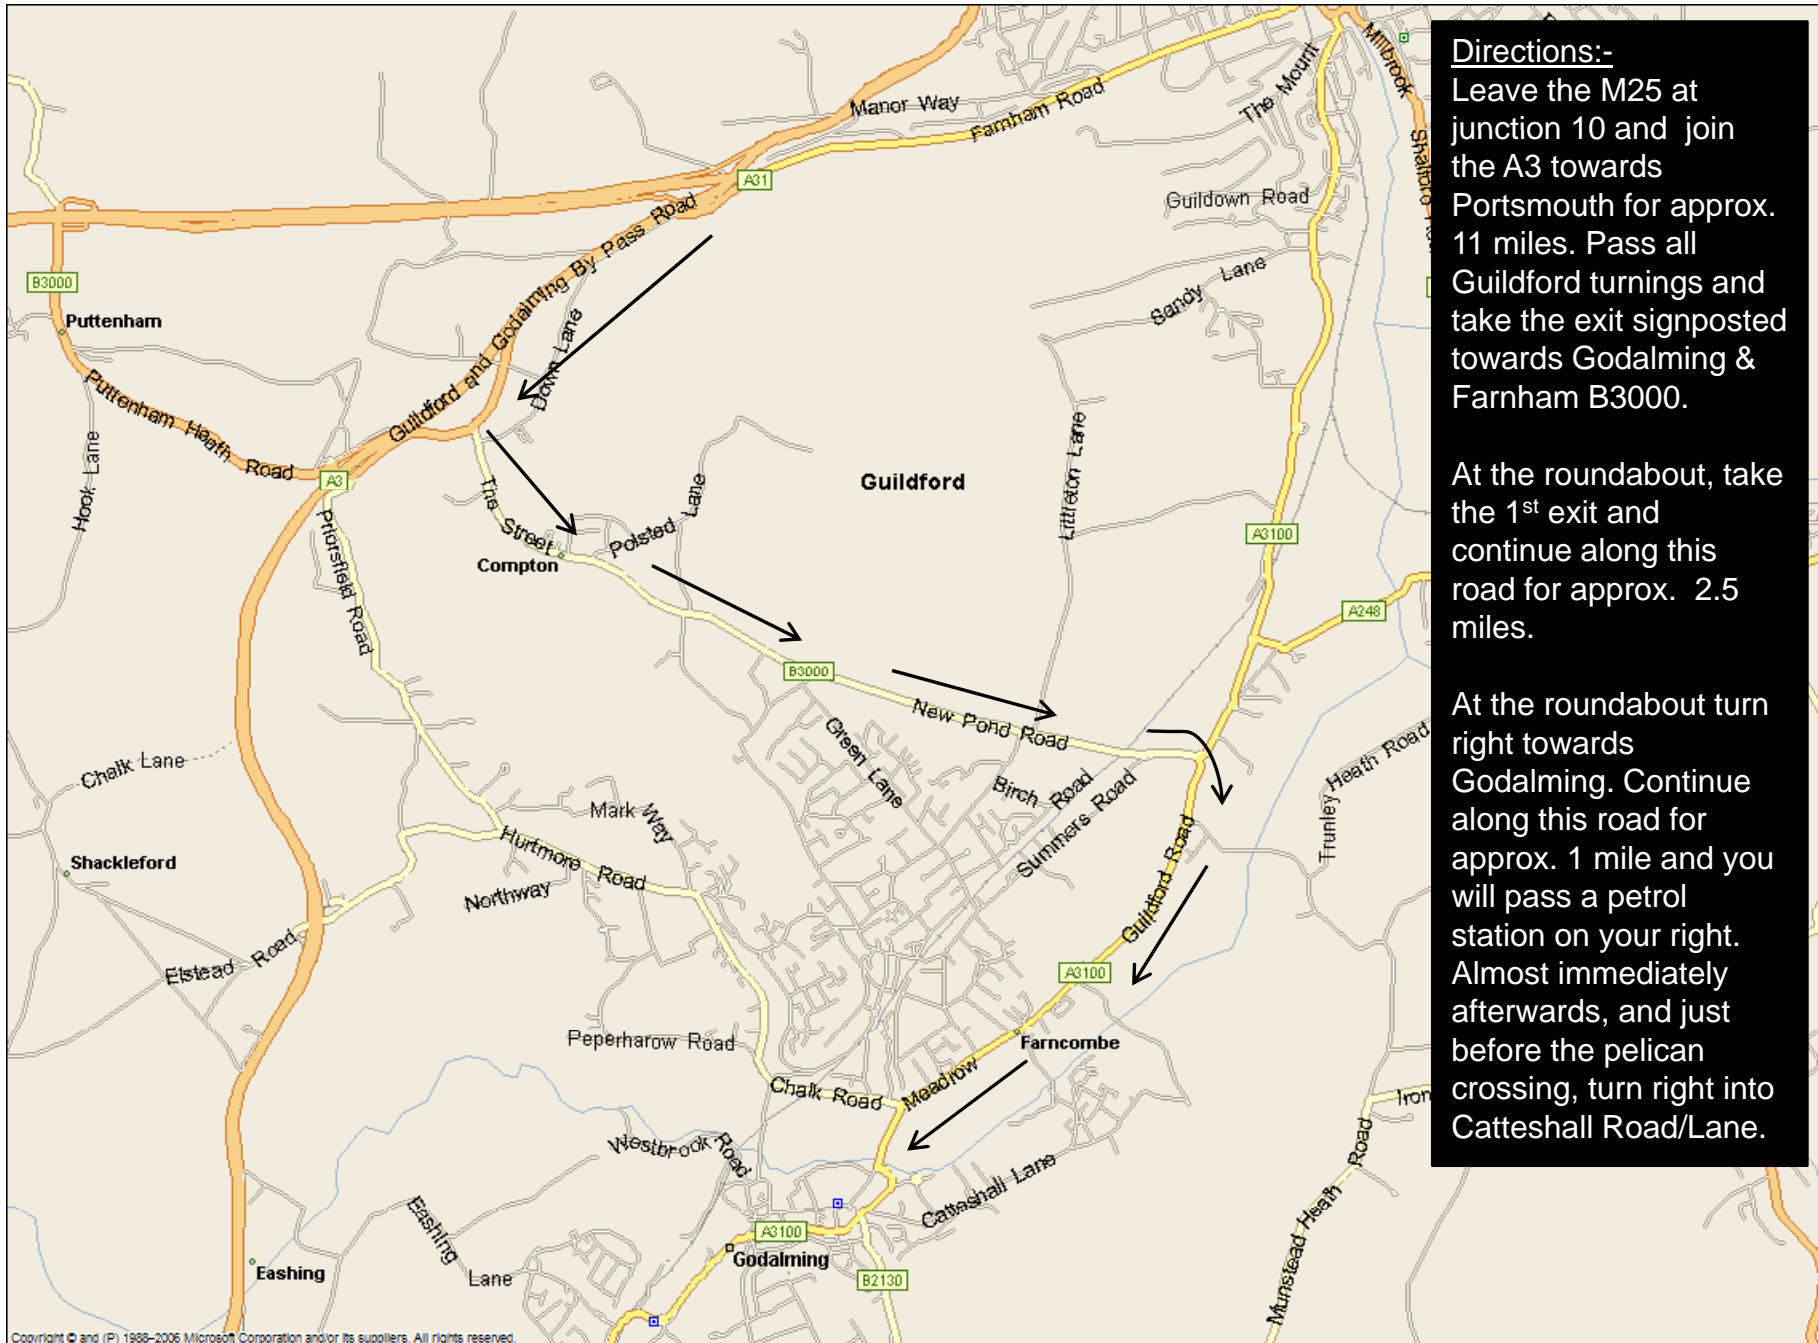 Directions:-
Leave the M25 at
junction 10 and  join
the A3 towards
Portsmouth for approx.
11 miles. Pass all
Guildford turnings and
take the exit signposted
towards Godalming &
Farnham B3000.
At the roundabout, take
the 1st exit and
continue along this
road for approx.  2.5
miles.
At the roundabout turn
right towards
Godalming. Continue
along this road for
approx. 1 mile and you
will pass a petrol
station on your right.
Almost immediately
afterwards, and just
before the pelican
crossing, turn right into
Catteshall Road/Lane.
Millbrook
Manor Way
Farnham Road
The Mount
A31
Guildown Road
Guildford and Godalming By Pass Road
B3000
Puttenham
Sandy Lane
Down Lane
Puttenham Heath Road
Hook Lane
A3
Littleton Lane
Guildford
The Street
Polsted Lane
Compton
A3100
Priorsfield Road
A248
B3000
New Pond Road
Green Lane
Chalk Lane
Heath Road
Trunley
Birch Road
Summers Road
Mark Way
Hurtmore Road
Shackleford
Northway
Guildford Road
Elstead Road
A3100
Peperharow Road
Farncombe
Chalk Road
Meadrow
Iron
Westbrook Road
Catteshall Lane
Munstead Heath Road
Eashing Lane
A3100
Godalming
Eashing
B2130
Copyright © and (P) 1988–2006 Microsoft Corporation and/or its suppliers. All rights reserved.